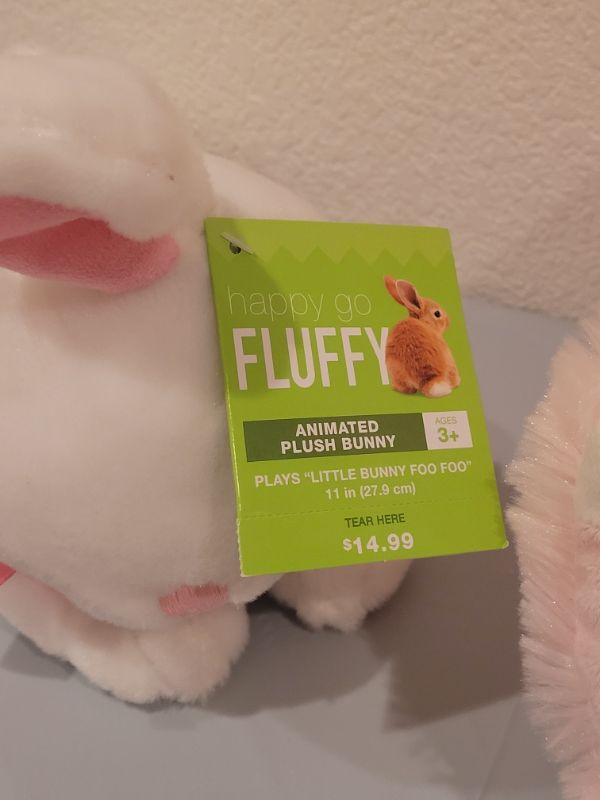 happy go
FLUFFY
ANIMATED
PLUSH BUNNY
AGES
3+
PLAYS "LITTLE BUNNY FOO FOO"
11 in (27.9 cm)
TEAR HERE
$14.99